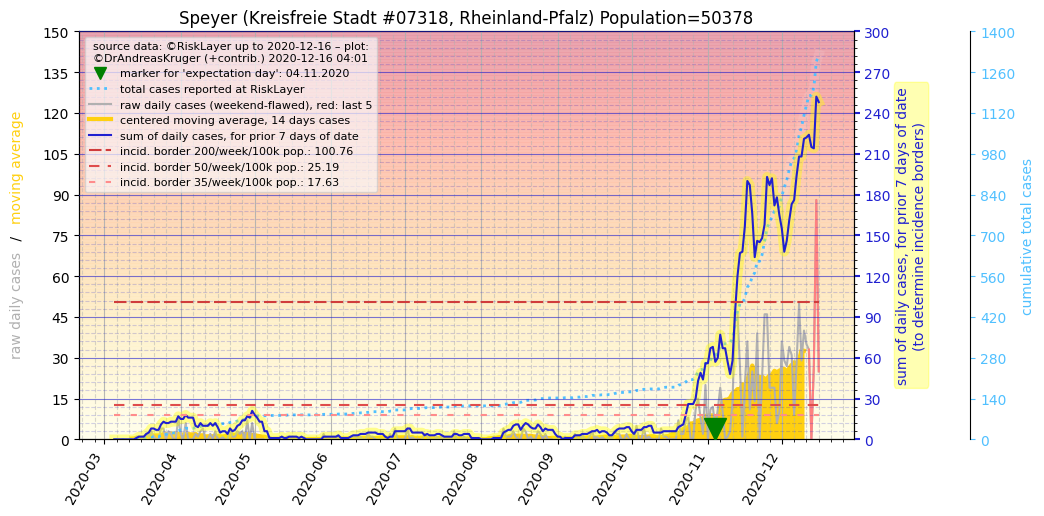 Speyer (Kreisfreie Stadt #07318, Rheinland-Pfalz) Population=50378
source data: ©RiskLayer up to 2020-12-16 – plot:
©DrAndreasKruger (+contrib.) 2020-12-16 04:01
marker for 'expectation day': 04.11.2020
total cases reported at RiskLayer
raw daily cases (weekend-flawed), red: last 5
centered moving average, 14 days cases
sum of daily cases, for prior 7 days of date
incid. border 200/week/100k pop.: 100.76
incid. border 50/week/100k pop.: 25.19
incid. border 35/week/100k pop.: 17.63
raw daily cases / moving average
150
135
120
105
90
75
60
45
30
15
0
2020-03
2020-04
2020-05
2020-06
2020-07
2020-08
2020-09
2020-10
2020-11
2020-12
300
270
240
210
180
150
120
90
60
30
0
sum of daily cases, for prior 7 days of date
(to determine incidence borders)
1400
1260
1120
980
840
700
560
420
280
140
0
cumulative total cases